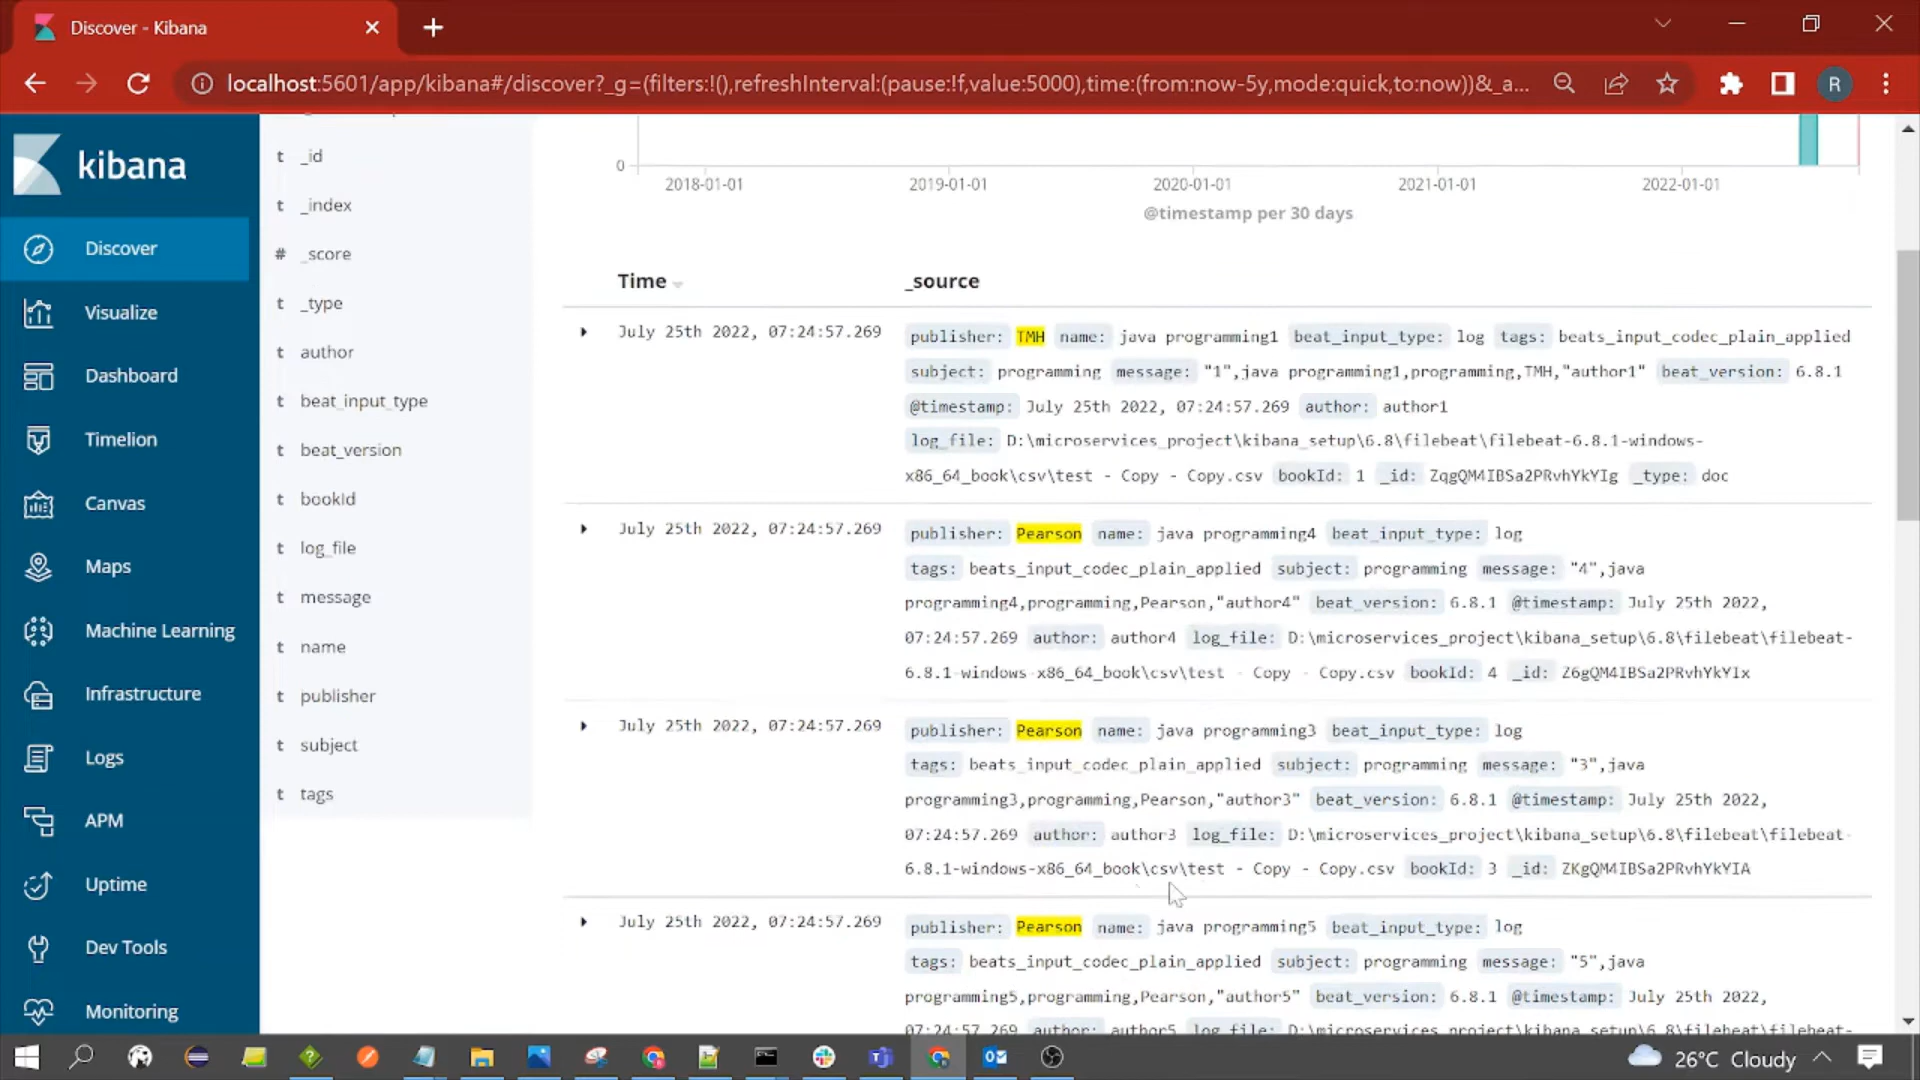 Discover - Kibana
localhost:5601/app/kibana#/discover?_g=(filters:!(),refreshInterval:(pause:!f,value:5000),time:(from:now-5y,mode:quick,to:now))&_a...
R
kibana
Discover
Visualize
Dashboard
Timelion
Canvas
Maps
Machine Learning
Infrastructure
Logs
APM
Uptime
Dev Tools
Monitoring
t _id
t _index
# _score
t _type
t author
t beat_input_type
t beat_version
t bookId
t log_file
t message
t name
t publisher
t subject
t tags
0
2018-01-01 2019-01-01 2020-01-01 2021-01-01 2022-01-01
@timestamp per 30 days
Time _source
July 25th 2022, 07:24:57.269 publisher: TMH name: java programming1 beat_input_type: log tags: beats_input_codec_plain_applied
subject: programming message: "1",java programming1,programming,TMH,"author1" beat_version: 6.8.1
@timestamp: July 25th 2022, 07:24:57.269 author: author1
log_file: D:\microservices_project\kibana_setup\6.8\filebeat\filebeat-6.8.1-windows-
x86_64_book\csv\test - Copy - Copy.csv bookId: 1 _id: ZqgQM4IBSa2PRvhYkYIg _type: doc
July 25th 2022, 07:24:57.269 publisher: Pearson name: java programming4 beat_input_type: log
tags: beats_input_codec_plain_applied subject: programming message: "4",java
programming4,programming,Pearson,"author4" beat_version: 6.8.1 @timestamp: July 25th 2022,
07:24:57.269 author: author4 log_file: D:\microservices_project\kibana_setup\6.8\filebeat\filebeat-
6.8.1-windows-x86_64_book\csv\test - Copy - Copy.csv bookId: 4 _id: Z6gQM4IBSa2PRvhYkYIx
July 25th 2022, 07:24:57.269 publisher: Pearson name: java programming3 beat_input_type: log
tags: beats_input_codec_plain_applied subject: programming message: "3",java
programming3,programming,Pearson,"author3" beat_version: 6.8.1 @timestamp: July 25th 2022,
07:24:57.269 author: author3 log_file: D:\microservices_project\kibana_setup\6.8\filebeat\filebeat-
6.8.1-windows-x86_64_book\csv\test - Copy - Copy.csv bookId: 3 _id: ZKgQM4IBSa2PRvhYkYIA
July 25th 2022, 07:24:57.269 publisher: Pearson name: java programming5 beat_input_type: log
tags: beats_input_codec_plain_applied subject: programming message: "5",java
programming5,programming,Pearson,"author5" beat_version: 6.8.1 @timestamp: July 25th 2022,
07:24:57.269 author: author5 log_file: D:\microservices_project\kibana_setup\6.8\filebeat\filebeat-
26°C Cloudy